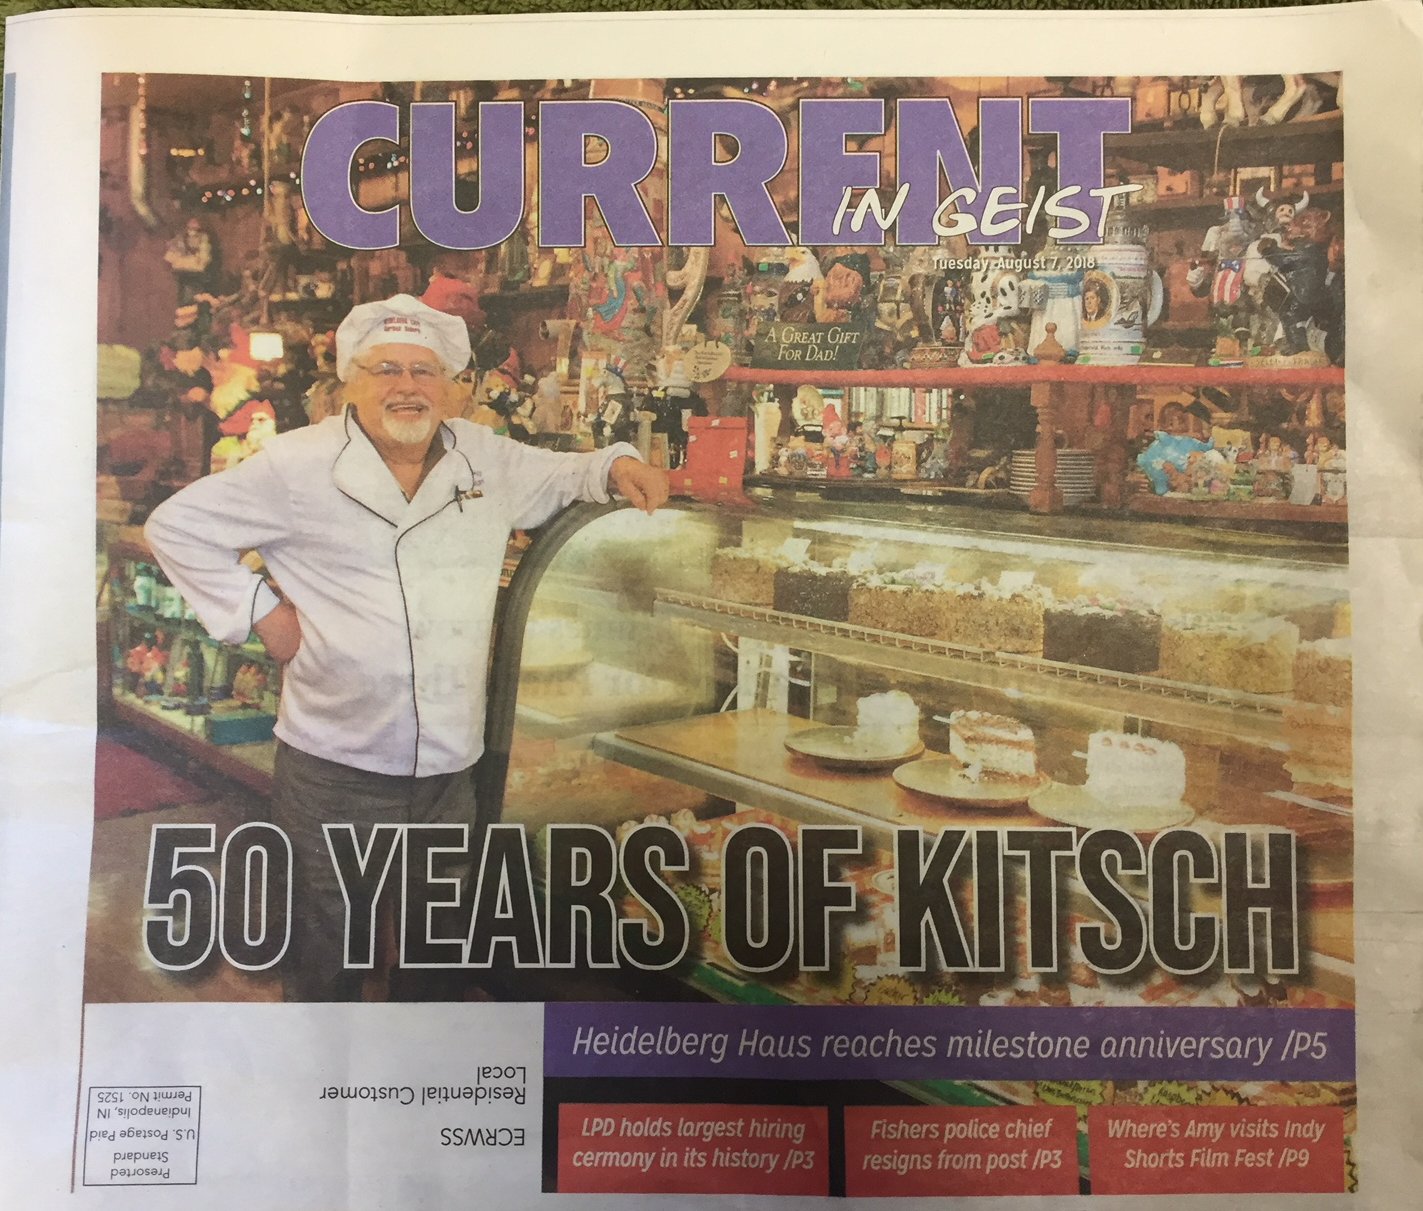 CURRENT
IN GEIST
Tuesday, August 7, 2018
A GREAT GIFT
FOR DAD!
50 YEARS OF KITSCH
Heidelberg Haus reaches milestone anniversary /P5
LPD holds largest hiring
cermony in its history /P3
Fishers police chief
resigns from post /P3
Where's Amy visits Indy
Shorts Film Fest /P9
Presorted
Standard
U.S. Postage Paid
Indianapolis, IN
Permit No. 1525
ECRWSS
Local
Residential Customer